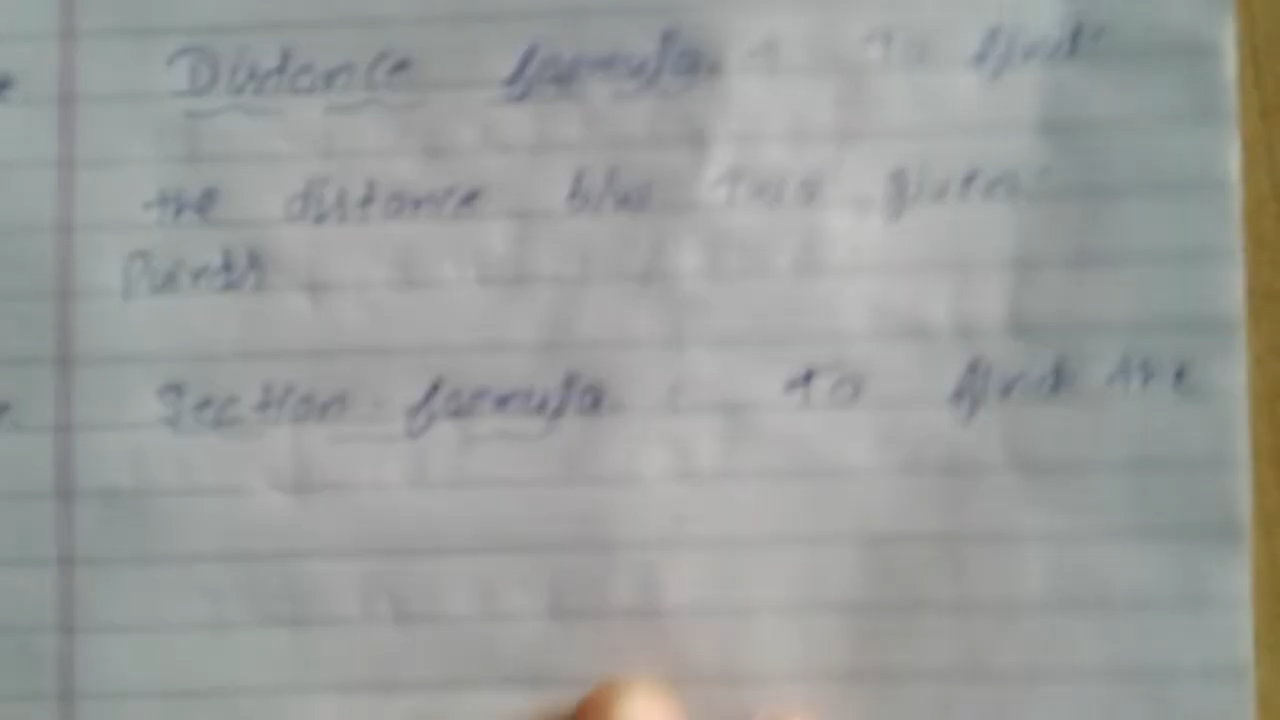 Distance formula : To find
the distance b/w two given
points
Section formula : To find the